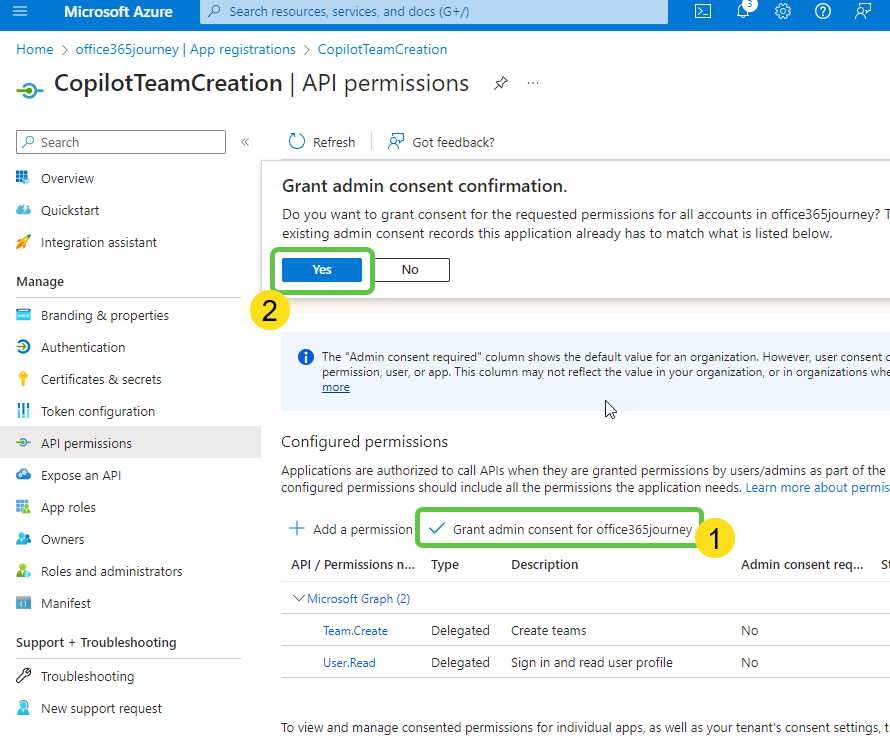 Microsoft Azure
Search resources, services, and docs (G+/)
3
Home > office365journey | App registrations > CopilotTeamCreation
CopilotTeamCreation | API permissions
Search
Refresh
Got feedback?
Overview
Quickstart
Integration assistant
Manage
Branding & properties
Authentication
Certificates & secrets
Token configuration
API permissions
Expose an API
App roles
Owners
Roles and administrators
Manifest
Support + Troubleshooting
Troubleshooting
New support request
Grant admin consent confirmation.
Do you want to grant consent for the requested permissions for all accounts in office365journey? T
existing admin consent records this application already has to match what is listed below.
Yes
No
2
The "Admin consent required" column shows the default value for an organization. However, user consent c
permission, user, or app. This column may not reflect the value in your organization, or in organizations whe
more
Configured permissions
Applications are authorized to call APIs when they are granted permissions by users/admins as part of the
configured permissions should include all the permissions the application needs. Learn more about permis
Add a permission
Grant admin consent for office365journey
1
API / Permissions n... Type Description Admin consent req... St
Microsoft Graph (2)
Team.Create Delegated Create teams No
User.Read Delegated Sign in and read user profile No
To view and manage consented permissions for individual apps, as well as your tenant's consent settings, t